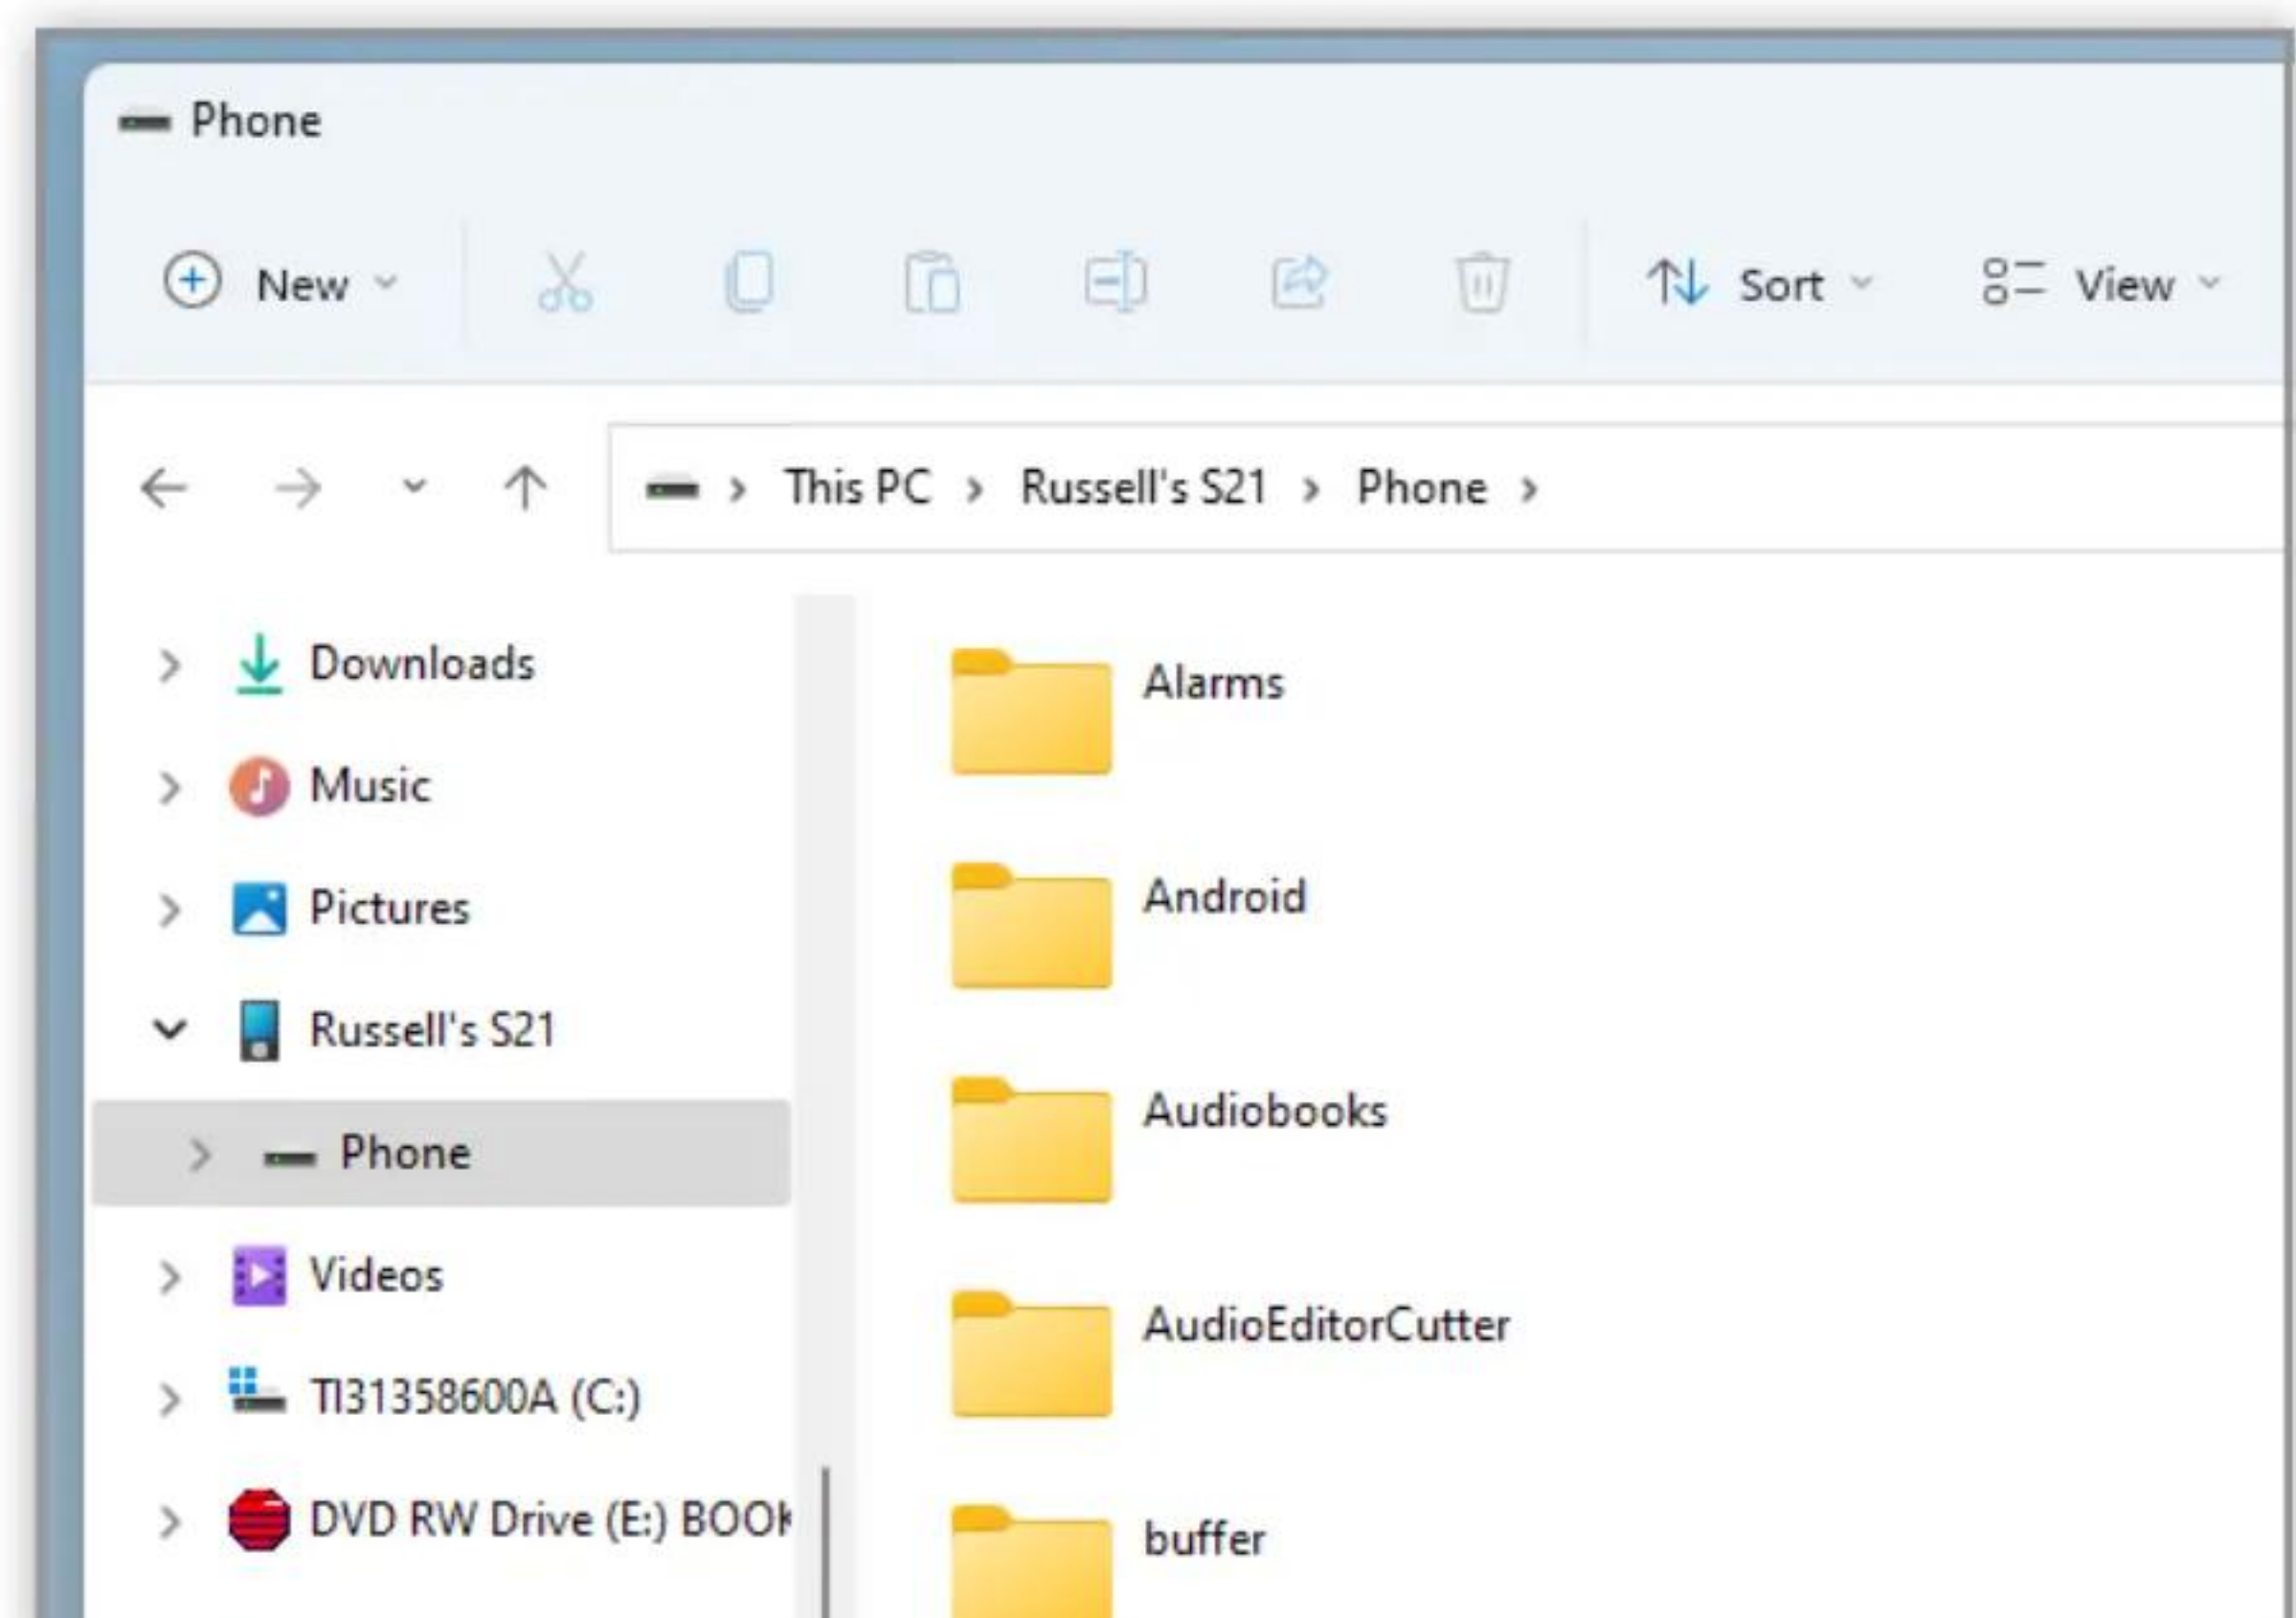 Phone
New Sort View
This PC Russell's S21 Phone
Downloads
Music
Pictures
Russell's S21
Phone
Videos
TI31358600A (C:)
DVD RW Drive (E:) BOOK
Alarms
Android
Audiobooks
AudioEditorCutter
buffer